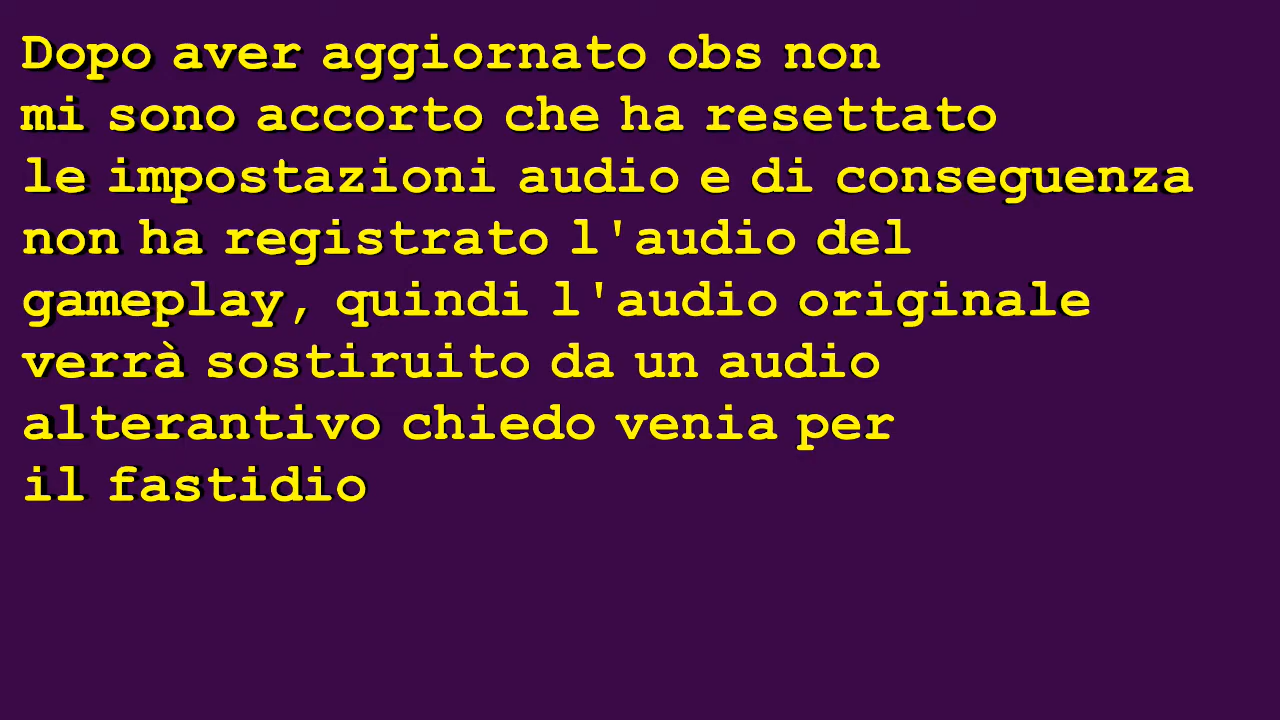 Dopo aver aggiornato obs non
mi sono accorto che ha resettato
le impostazioni audio e di conseguenza
non ha registrato l'audio del
gameplay, quindi l'audio originale
verrà sostiruito da un audio
alterantivo chiedo venia per
il fastidio